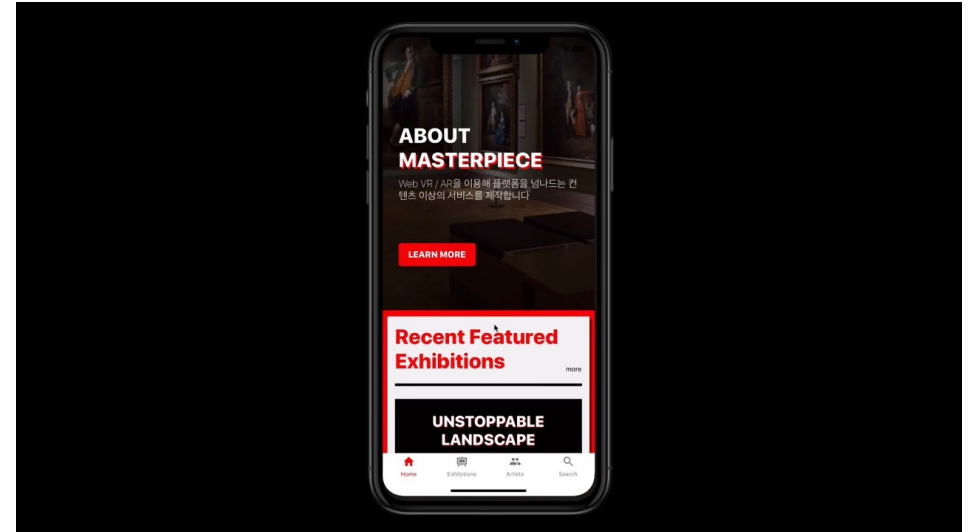 ABOUT
MASTERPIECE
Web VR / AR을 이용해 플랫폼을 넘나드는 컨
텐츠 이상의 서비스를 제작합니다
LEARN MORE
Recent Featured
Exhibitions
more
UNSTOPPABLE
LANDSCAPE
Home
Exhibitions
Artists
Search